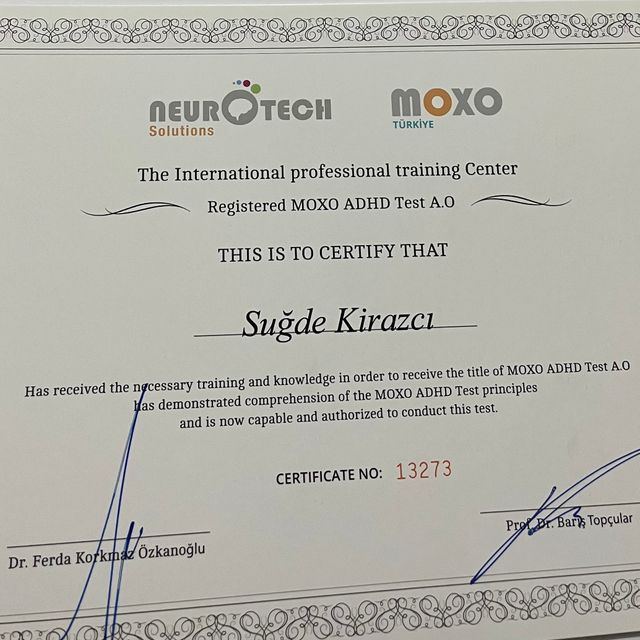 NEUROTECH
Solutions
MOXO
TÜRKİYE
The International professional training Center
Registered MOXO ADHD Test A.O
THIS IS TO CERTIFY THAT
Suğde Kirazcı
Has received the necessary training and knowledge in order to receive the title of MOXO ADHD Test A.O
has demonstrated comprehension of the MOXO ADHD Test principles
and is now capable and authorized to conduct this test.
CERTIFICATE NO: 13273
Dr. Ferda Korkmaz Özkanoğlu
Prof. Dr. Barış Topçular